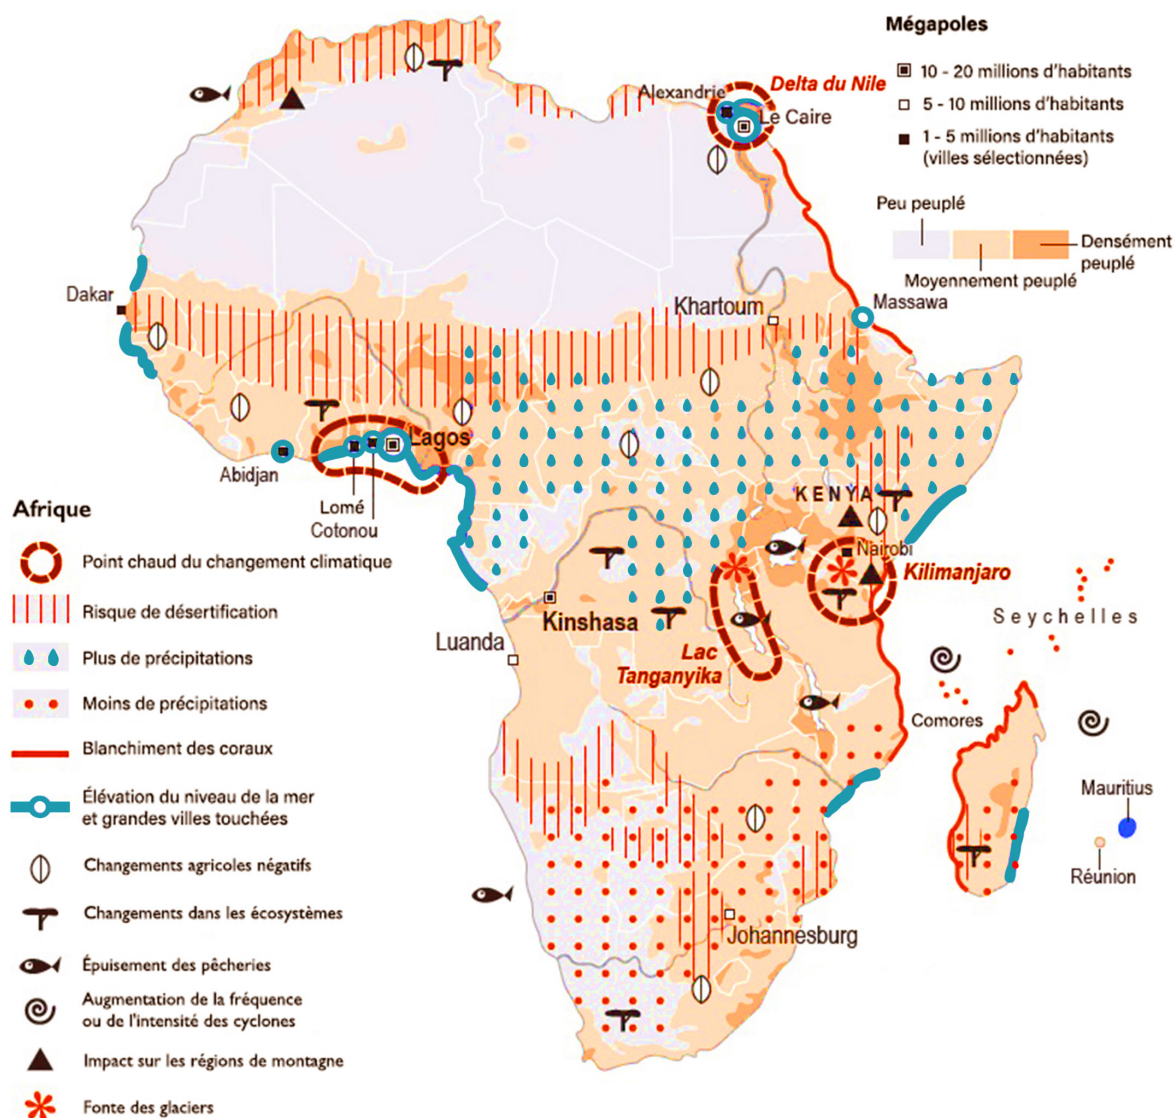 Mégapoles
10 - 20 millions d'habitants
5 - 10 millions d'habitants
1 - 5 millions d'habitants
(villes sélectionnées)
Peu peuplé
Densément
peuplé
Moyennement peuplé
Delta du Nile
Alexandrie
Le Caire
Dakar
Khartoum
Massawa
Lagos
Abidjan
Lomé
Cotonou
KENYA
Nairobi
Kilimanjaro
Kinshasa
Luanda
Lac
Tanganyika
Seychelles
Comores
Mauritius
Réunion
Johannesburg
Afrique
Point chaud du changement climatique
Risque de désertification
Plus de précipitations
Moins de précipitations
Blanchiment des coraux
Élévation du niveau de la mer
et grandes villes touchées
Changements agricoles négatifs
Changements dans les écosystèmes
Épuisement des pêcheries
Augmentation de la fréquence
ou de l'intensité des cyclones
Impact sur les régions de montagne
Fonte des glaciers